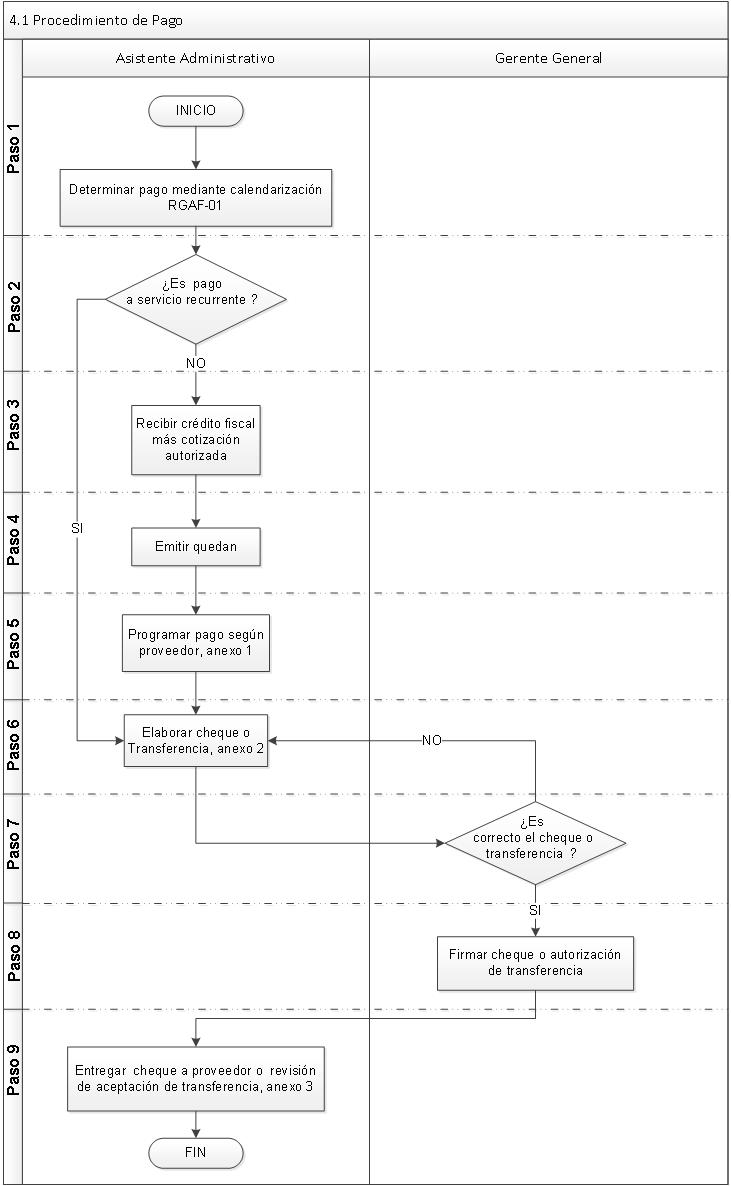 4.1 Procedimiento de Pago
Asistente Administrativo
Gerente General
Paso 1
INICIO
Determinar pago mediante calendarización
RGAF-01
Paso 2
¿Es pago
a servicio recurrente ?
NO
Paso 3
Recibir crédito fiscal
más cotización
autorizada
Paso 4
SI
Emitir quedan
Paso 5
Programar pago según
proveedor, anexo 1
Paso 6
Elaborar cheque o
Transferencia, anexo 2
NO
Paso 7
¿Es
correcto el cheque o
transferencia ?
SI
Paso 8
Firmar cheque o autorización
de transferencia
Paso 9
Entregar cheque a proveedor o revisión
de aceptación de transferencia, anexo 3
FIN